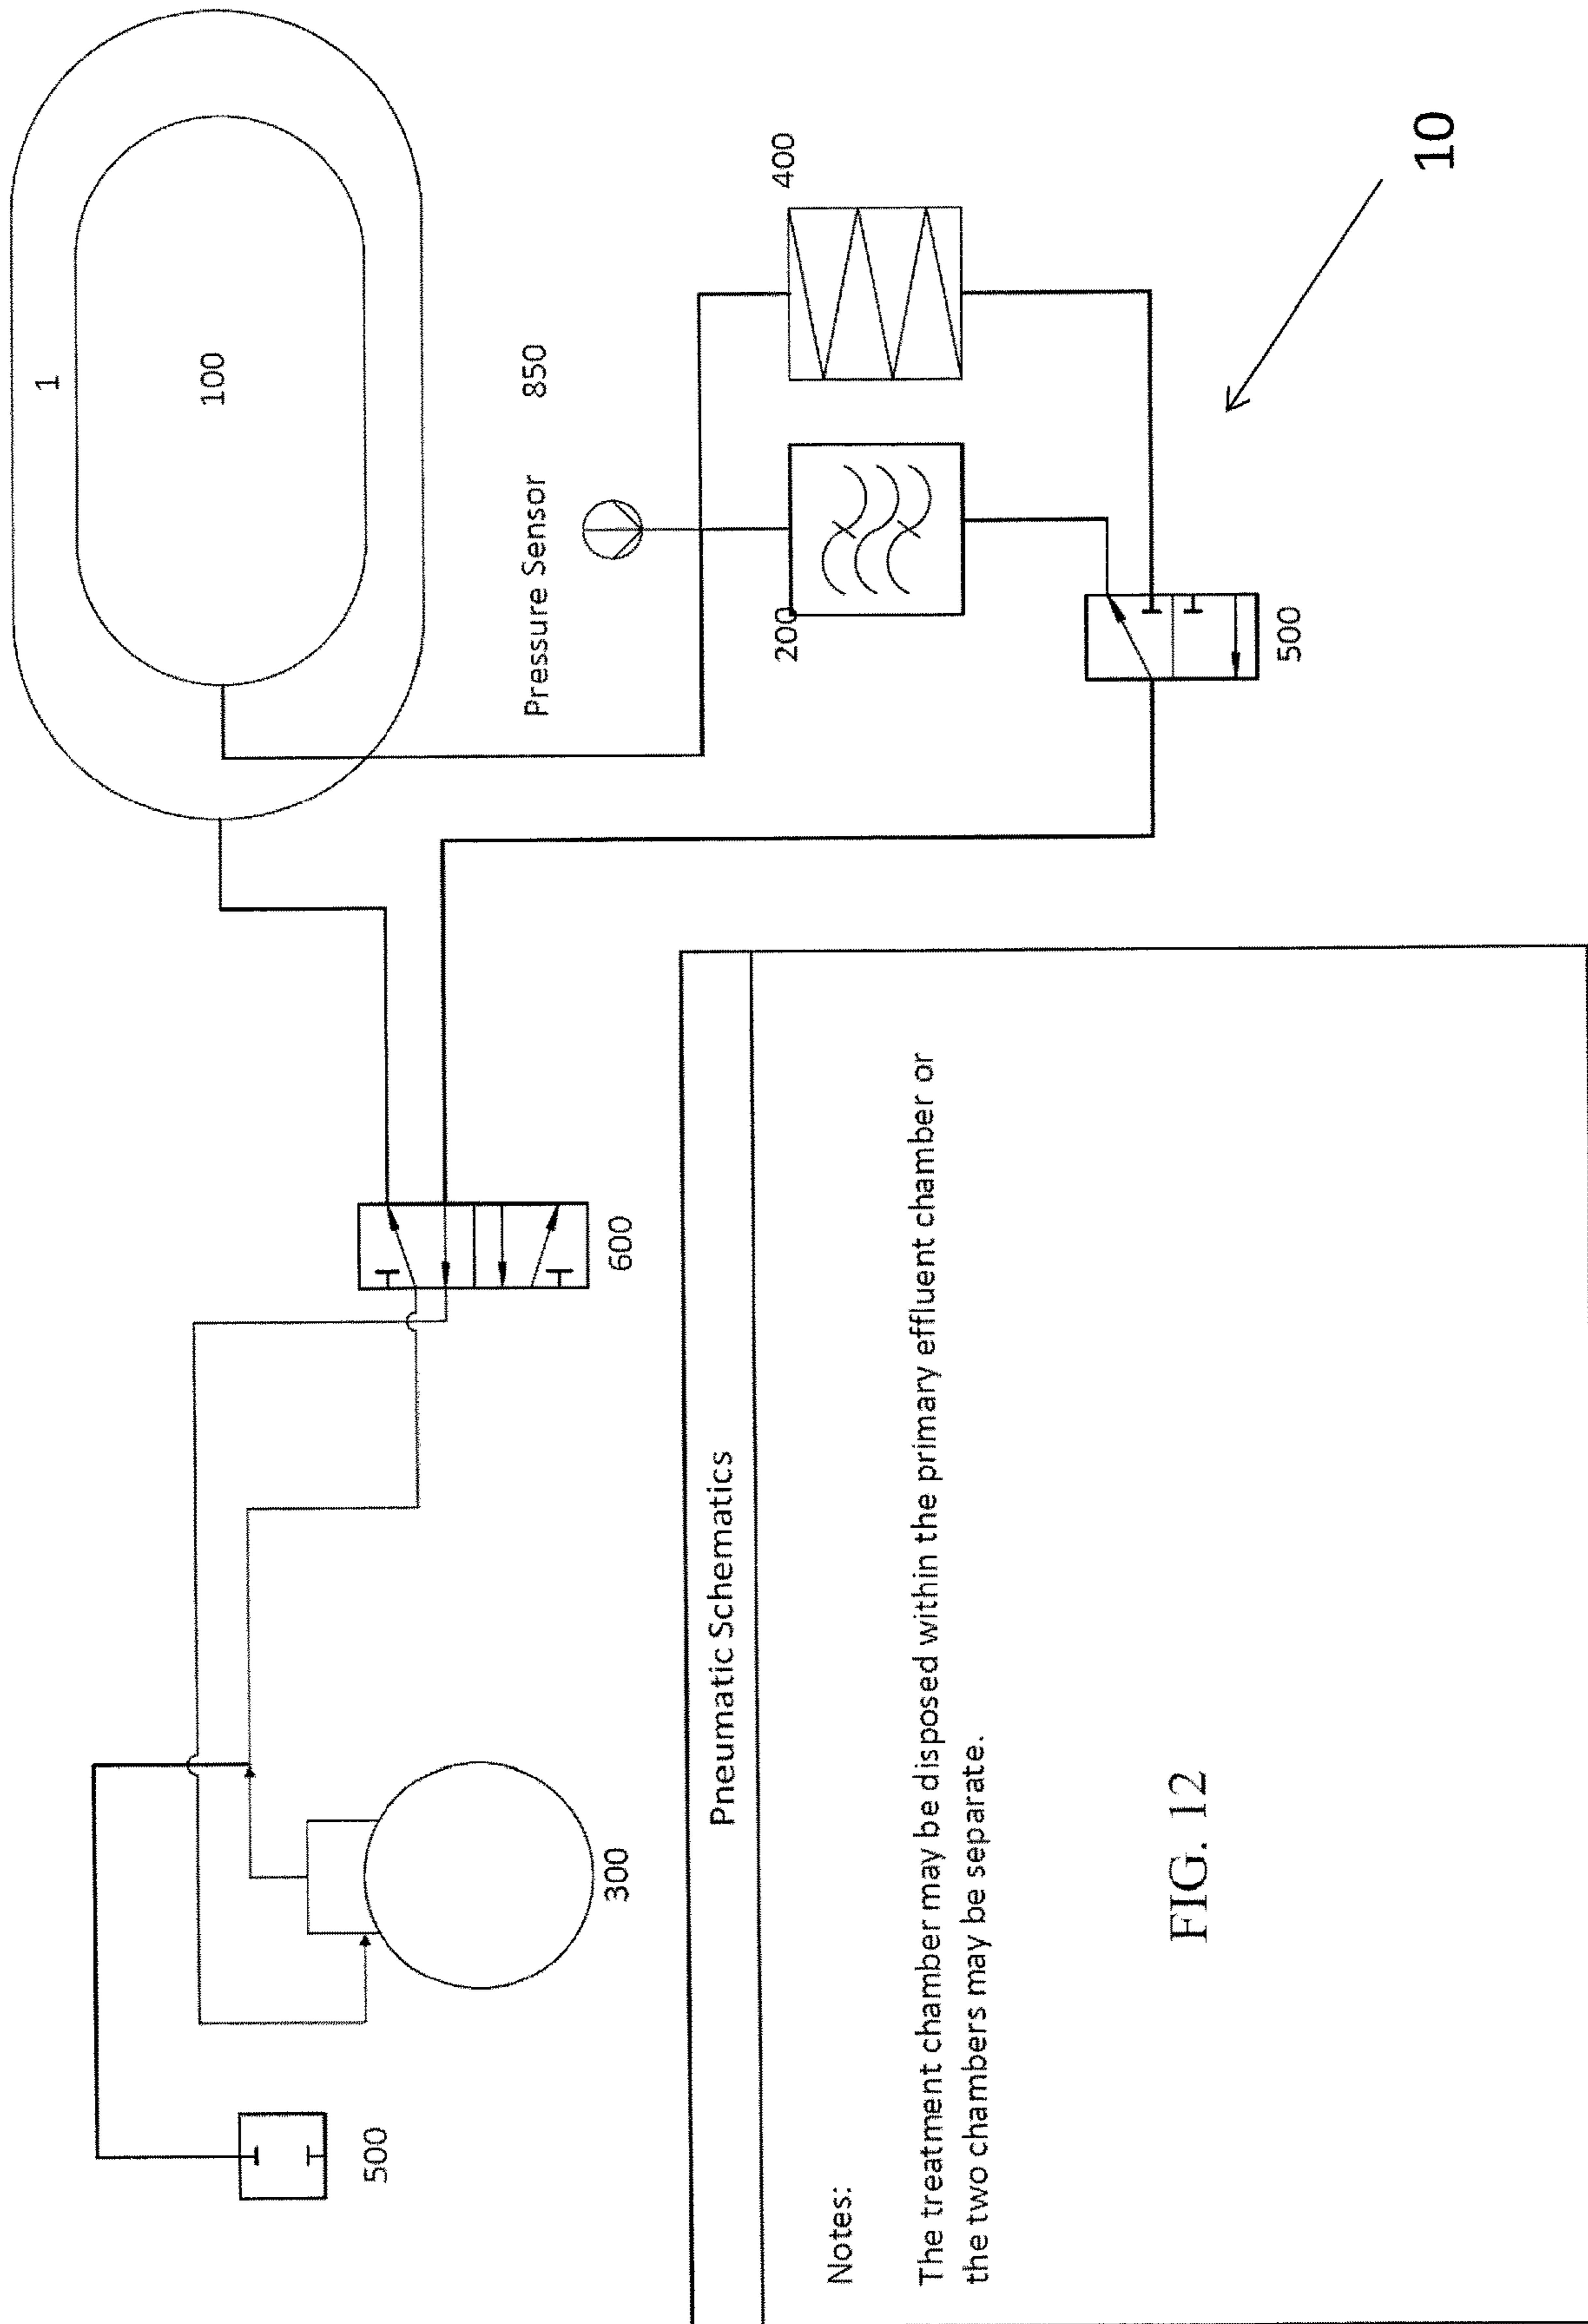 1
100
Pressure Sensor 850
400
200
500
10
600
300
500
Pneumatic Schematics
Notes:
The treatment chamber may be disposed within the primary effluent chamber or
the two chambers may be separate.
FIG. 12